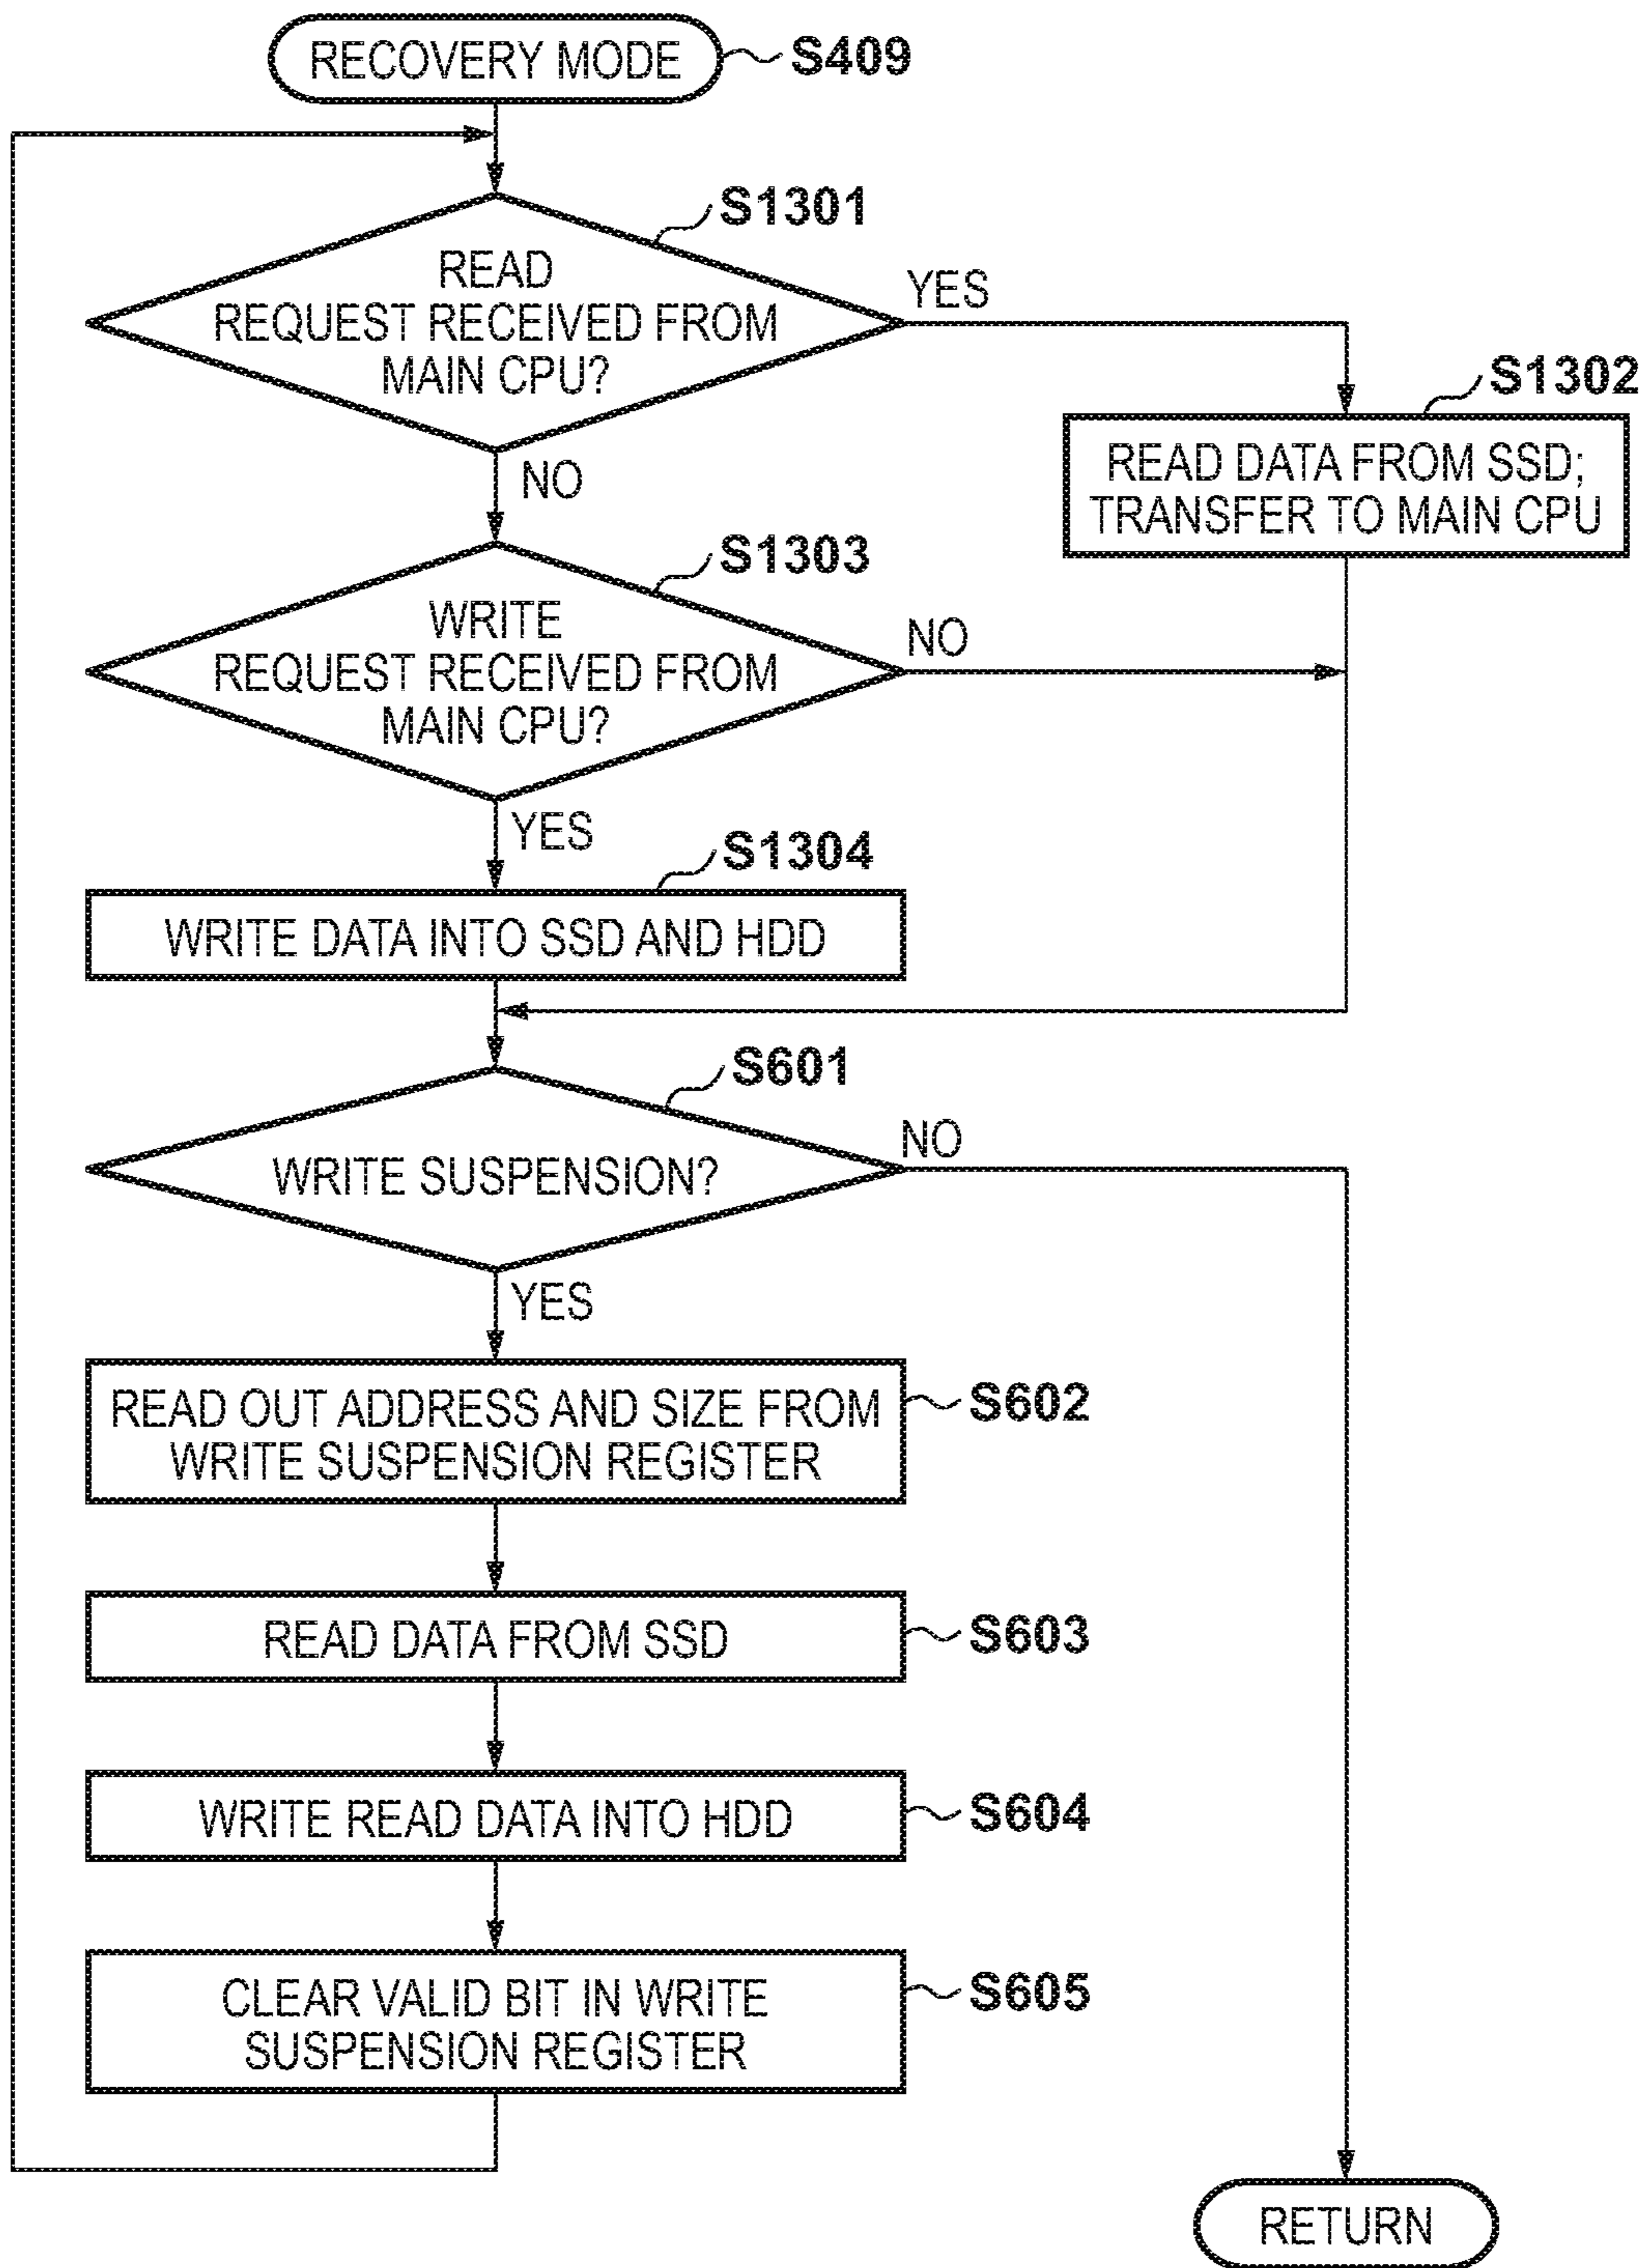 RECOVERY MODE
S409
S1301
READ
REQUEST RECEIVED FROM
MAIN CPU?
YES
NO
S1302
READ DATA FROM SSD;
TRANSFER TO MAIN CPU
S1303
WRITE
REQUEST RECEIVED FROM
MAIN CPU?
NO
YES
S1304
WRITE DATA INTO SSD AND HDD
S601
WRITE SUSPENSION?
NO
YES
READ OUT ADDRESS AND SIZE FROM
WRITE SUSPENSION REGISTER
S602
READ DATA FROM SSD
S603
WRITE READ DATA INTO HDD
S604
CLEAR VALID BIT IN WRITE
SUSPENSION REGISTER
S605
RETURN